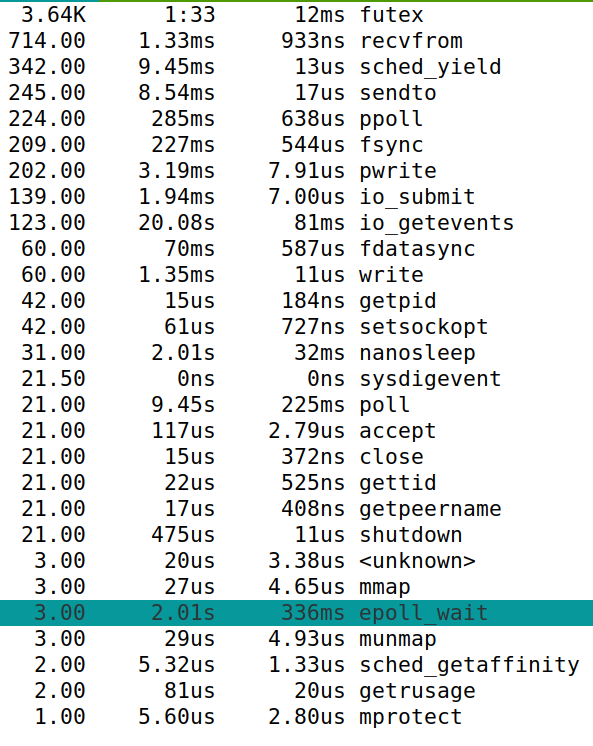 3.64K 1:33 12ms futex
714.00 1.33ms 933ns recvfrom
342.00 9.45ms 13us sched_yield
245.00 8.54ms 17us sendto
224.00 285ms 638us ppoll
209.00 227ms 544us fsync
202.00 3.19ms 7.91us pwrite
139.00 1.94ms 7.00us io_submit
123.00 20.08s 81ms io_getevents
60.00 70ms 587us fdatasync
60.00 1.35ms 11us write
42.00 15us 184ns getpid
42.00 61us 727ns setsockopt
31.00 2.01s 32ms nanosleep
21.50 0ns 0ns sysdigevent
21.00 9.45s 225ms poll
21.00 117us 2.79us accept
21.00 15us 372ns close
21.00 22us 525ns gettid
21.00 17us 408ns getpeername
21.00 475us 11us shutdown
3.00 20us 3.38us <unknown>
3.00 27us 4.65us mmap
3.00 2.01s 336ms epoll_wait
3.00 29us 4.93us munmap
2.00 5.32us 1.33us sched_getaffinity
2.00 81us 20us getrusage
1.00 5.60us 2.80us mprotect